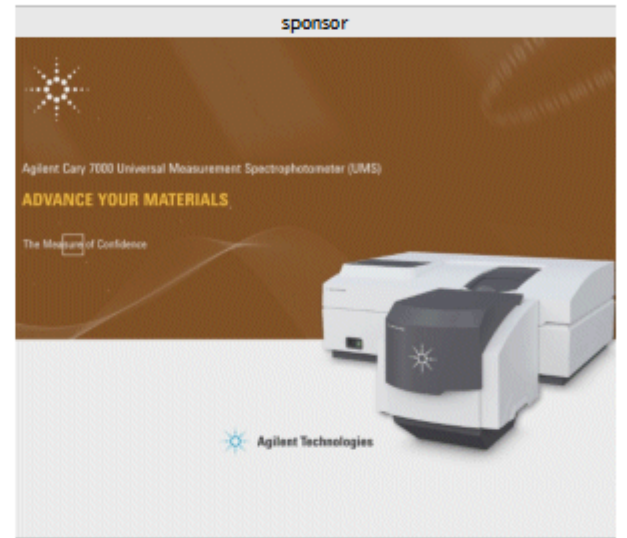 sponsor
Agilent Cary 7000 Universal Measurement Spectrophotometer (UMS)
ADVANCE YOUR MATERIALS
The Measure of Confidence
Agilent Technologies